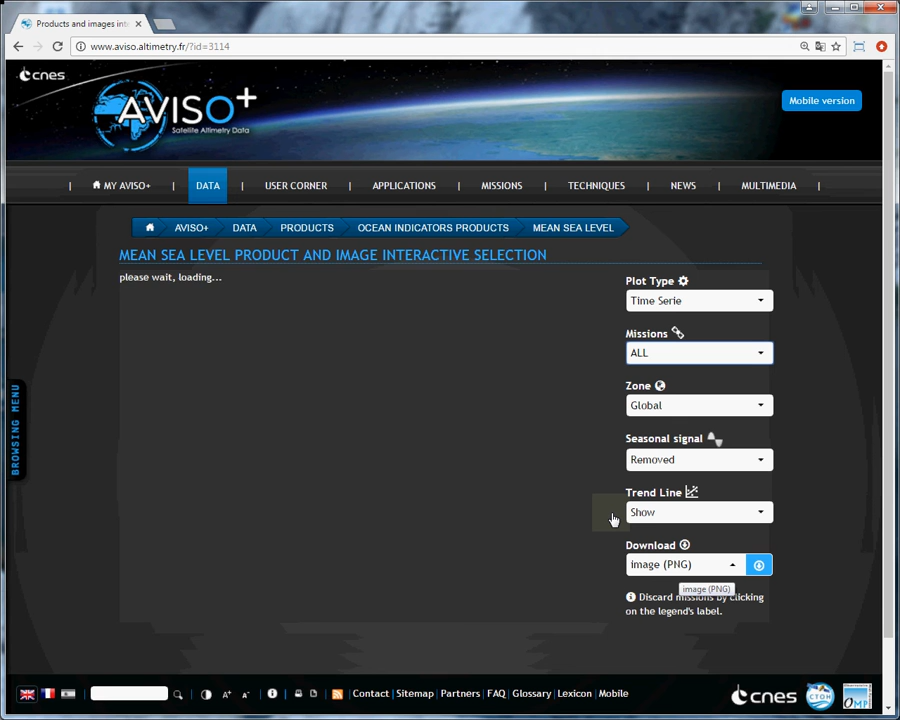 Products and images inte
www.aviso.altimetry.fr/?id=3114
cnes
AVISO+
Satellite Altimetry Data
Mobile version
| MY AVISO+ | DATA | USER CORNER | APPLICATIONS | MISSIONS | TECHNIQUES | NEWS | MULTIMEDIA |
AVISO+ DATA PRODUCTS OCEAN INDICATORS PRODUCTS MEAN SEA LEVEL
MEAN SEA LEVEL PRODUCT AND IMAGE INTERACTIVE SELECTION
please wait, loading...
Plot Type
Time Serie
Missions
ALL
Zone
Global
Seasonal signal
Removed
Trend Line
Show
Download
image (PNG)
image (PNG)
Discard missions by clicking
on the legend's label.
BROWSING MENU
A+ A- | Contact | Sitemap | Partners | FAQ | Glossary | Lexicon | Mobile
cnes
CTOH
OMP